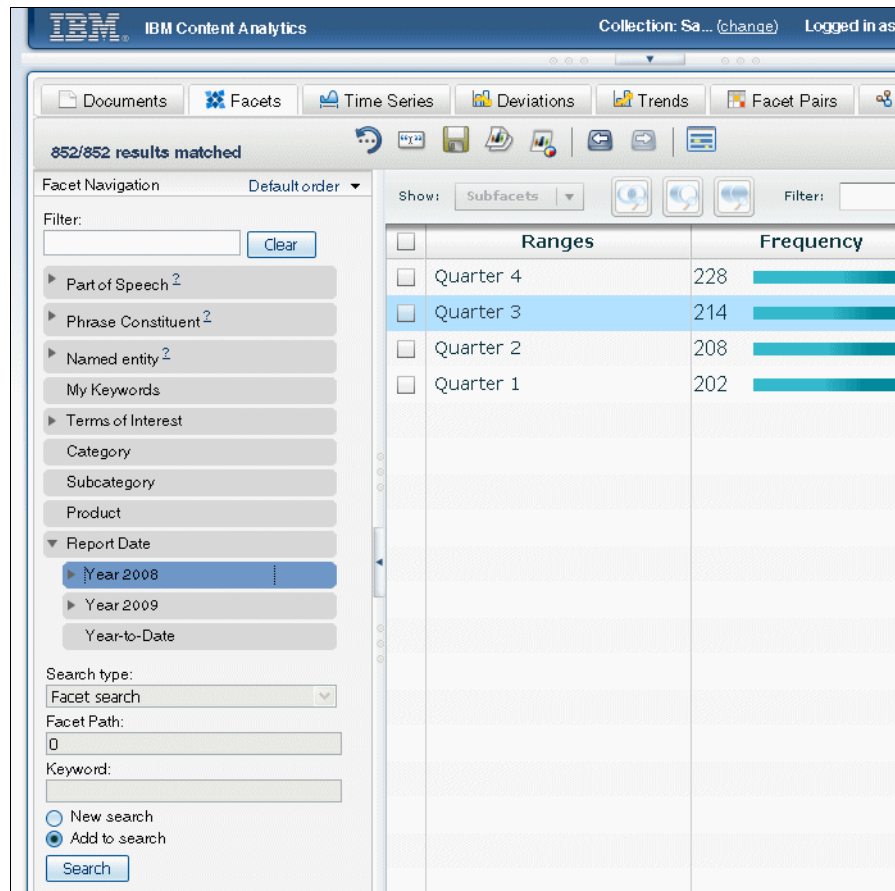 IBM IBM Content Analytics Collection: Sa... (change) Logged in as
Documents Facets Time Series Deviations Trends Facet Pairs
852/852 results matched
Facet Navigation Default order
Show: Subfacets Filter:
Filter:
Clear
Ranges Frequency
Part of Speech ?
Quarter 4 228
Phrase Constituent ?
Quarter 3 214
Named entity ?
Quarter 2 208
My Keywords
Quarter 1 202
Terms of Interest
Category
Subcategory
Product
Report Date
Year 2008
Year 2009
Year-to-Date
Search type:
Facet search
Facet Path:
0
Keyword:
New search
Add to search
Search